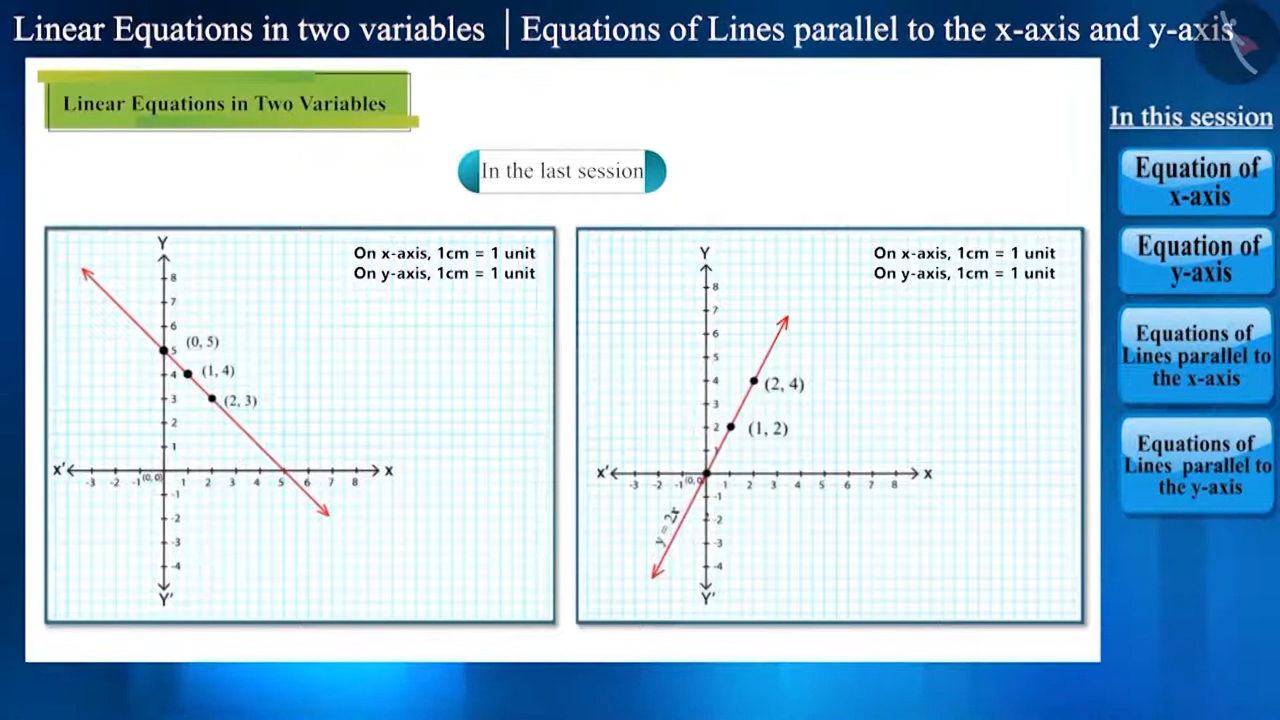 Linear Equations in two variables | Equations of Lines parallel to the x-axis and y-axis
Linear Equations in Two Variables
In the last session
On x-axis, 1cm = 1 unit
On y-axis, 1cm = 1 unit
Y
8
7
6
5
(0, 5)
4
(1, 4)
3
(2, 3)
2
1
X'
X
-3 -2 -1 (0, 0) 1 2 3 4 5 6 7 8
-1
-2
-3
-4
Y'
On x-axis, 1cm = 1 unit
On y-axis, 1cm = 1 unit
Y
8
7
6
5
4
(2, 4)
3
2
(1, 2)
1
X'
X
-3 -2 -1 (0, 0) 1 2 3 4 5 6 7 8
-1
-2
-3
-4
y = 2x
Y'
In this session
Equation of
x-axis
Equation of
y-axis
Equations of
Lines parallel to
the x-axis
Equations of
Lines parallel to
the y-axis